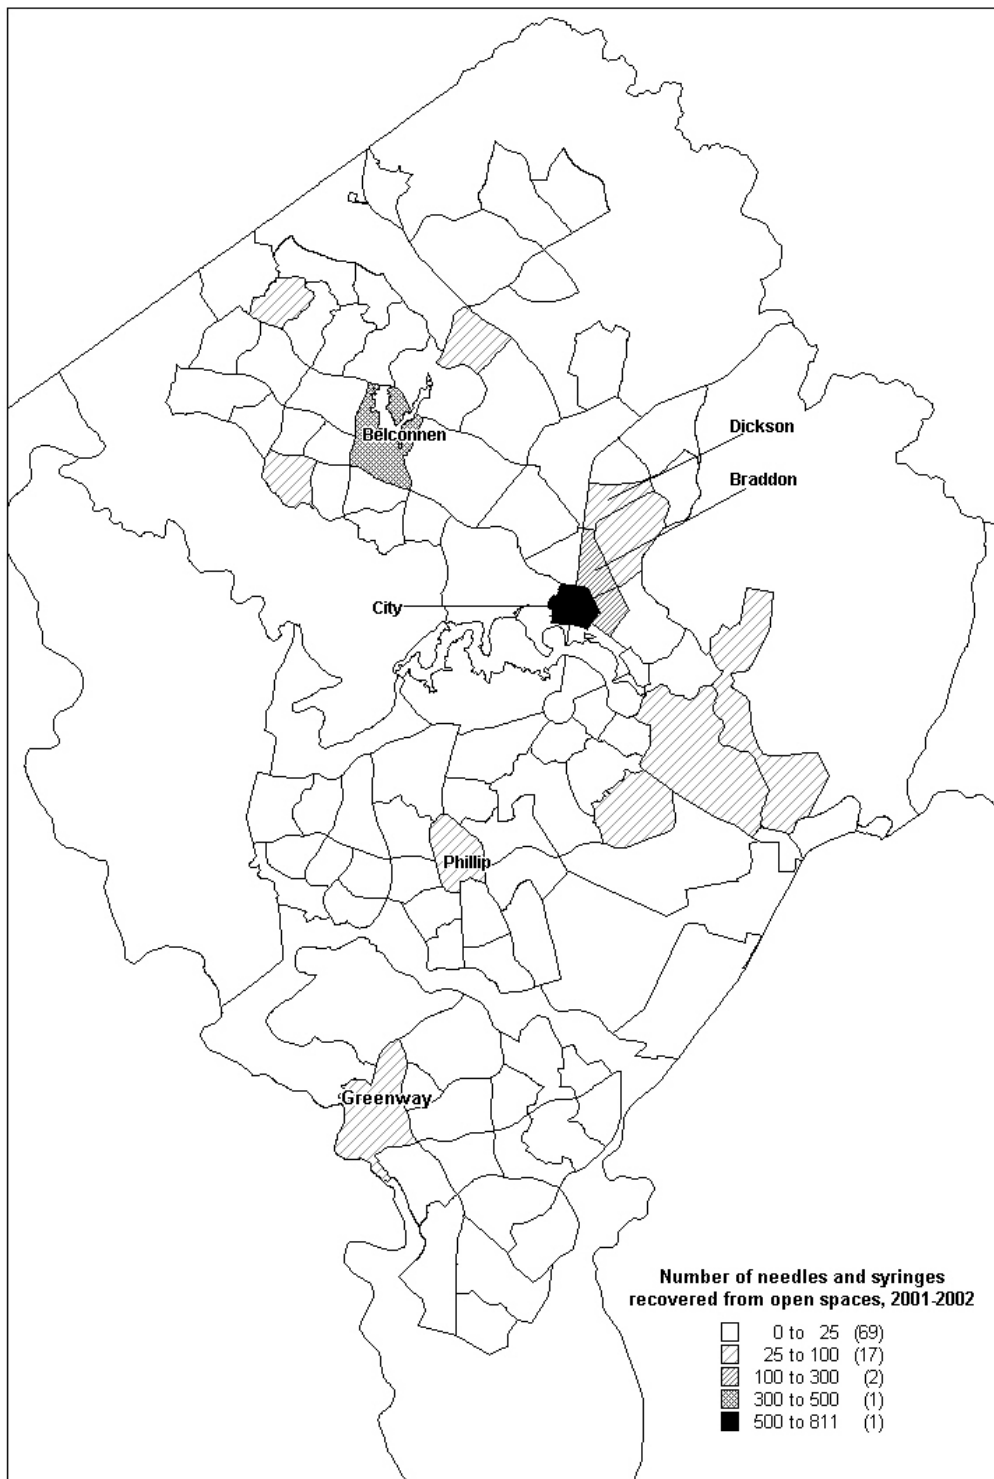 Dickson
Belconnen
Braddon
City
Phillip
Greenway
Number of needles and syringes
recovered from open spaces, 2001-2002
0 to 25 (69)
25 to 100 (17)
100 to 300 (2)
300 to 500 (1)
500 to 811 (1)